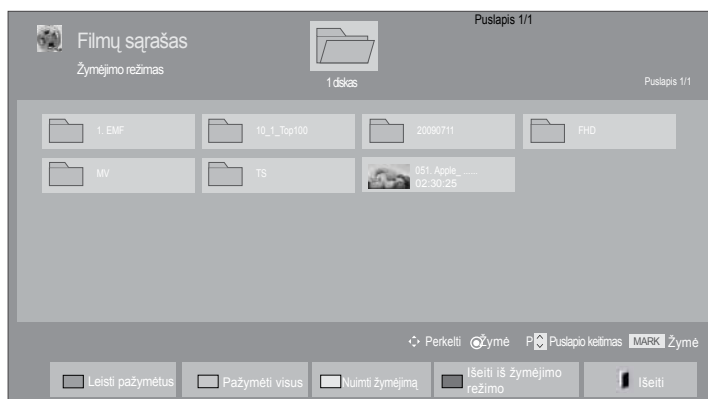 Puslapis 1/1
Filmų sąrašas
Žymėjimo režimas
1 diskas
Puslapis 1/1
1. EMF
10_1_Top100
20090711
FHD
MV
TS
051. Apple_ ......
02:30:25
Perkelti
Žymė
P
Puslapio keitimas
MARK
Žymė
Leisti pažymėtus
Pažymėti visus
Nuimti žymėjimą
Išeiti iš žymėjimo
režimo
Išeiti